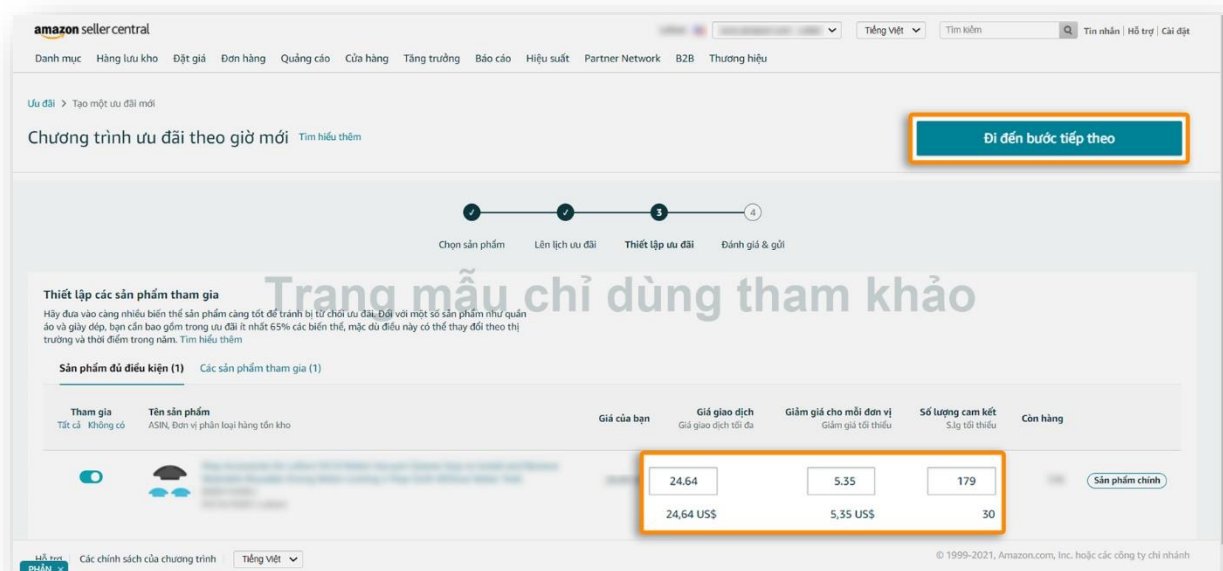 amazon seller central
Tiếng Việt
Tìm kiếm
Tin nhắn | Hỗ trợ | Cài đặt
Danh mục Hàng lưu kho Đặt giá Đơn hàng Quảng cáo Cửa hàng Tăng trưởng Báo cáo Hiệu suất Partner Network B2B Thương hiệu
Ưu đãi > Tạo một ưu đãi mới
Chương trình ưu đãi theo giờ mới Tìm hiểu thêm
Đi đến bước tiếp theo
3 4
Chọn sản phẩm Lên lịch ưu đãi Thiết lập ưu đãi Đánh giá & gửi
Trang mẫu chỉ dùng tham khảo
Thiết lập các sản phẩm tham gia
Hãy đưa vào càng nhiều biến thể sản phẩm càng tốt để tránh bị từ chối ưu đãi. Đối với một số sản phẩm như quần
áo và giày dép, bạn cần bao gồm trong ưu đãi ít nhất 65% các biến thể, mặc dù điều này có thể thay đổi theo thị
trường và thời điểm trong năm. Tìm hiểu thêm
Sản phẩm đủ điều kiện (1) Các sản phẩm tham gia (1)
Tham gia Tên sản phẩm Giá của bạn Giá giao dịch Giảm giá cho mỗi đơn vị Số lượng cam kết Còn hàng
Tất cả Không có ASIN, Đơn vị phân loại hàng tồn kho Giá giao dịch tối đa Giảm giá tối thiểu S.lg tối thiểu
24.64 5.35 179 Sản phẩm chính
24,64 US$ 5,35 US$ 30
Hỗ trợ Các chính sách của chương trình Tiếng Việt © 1999-2021, Amazon.com, Inc. hoặc các công ty chi nhánh
PHẢN ×